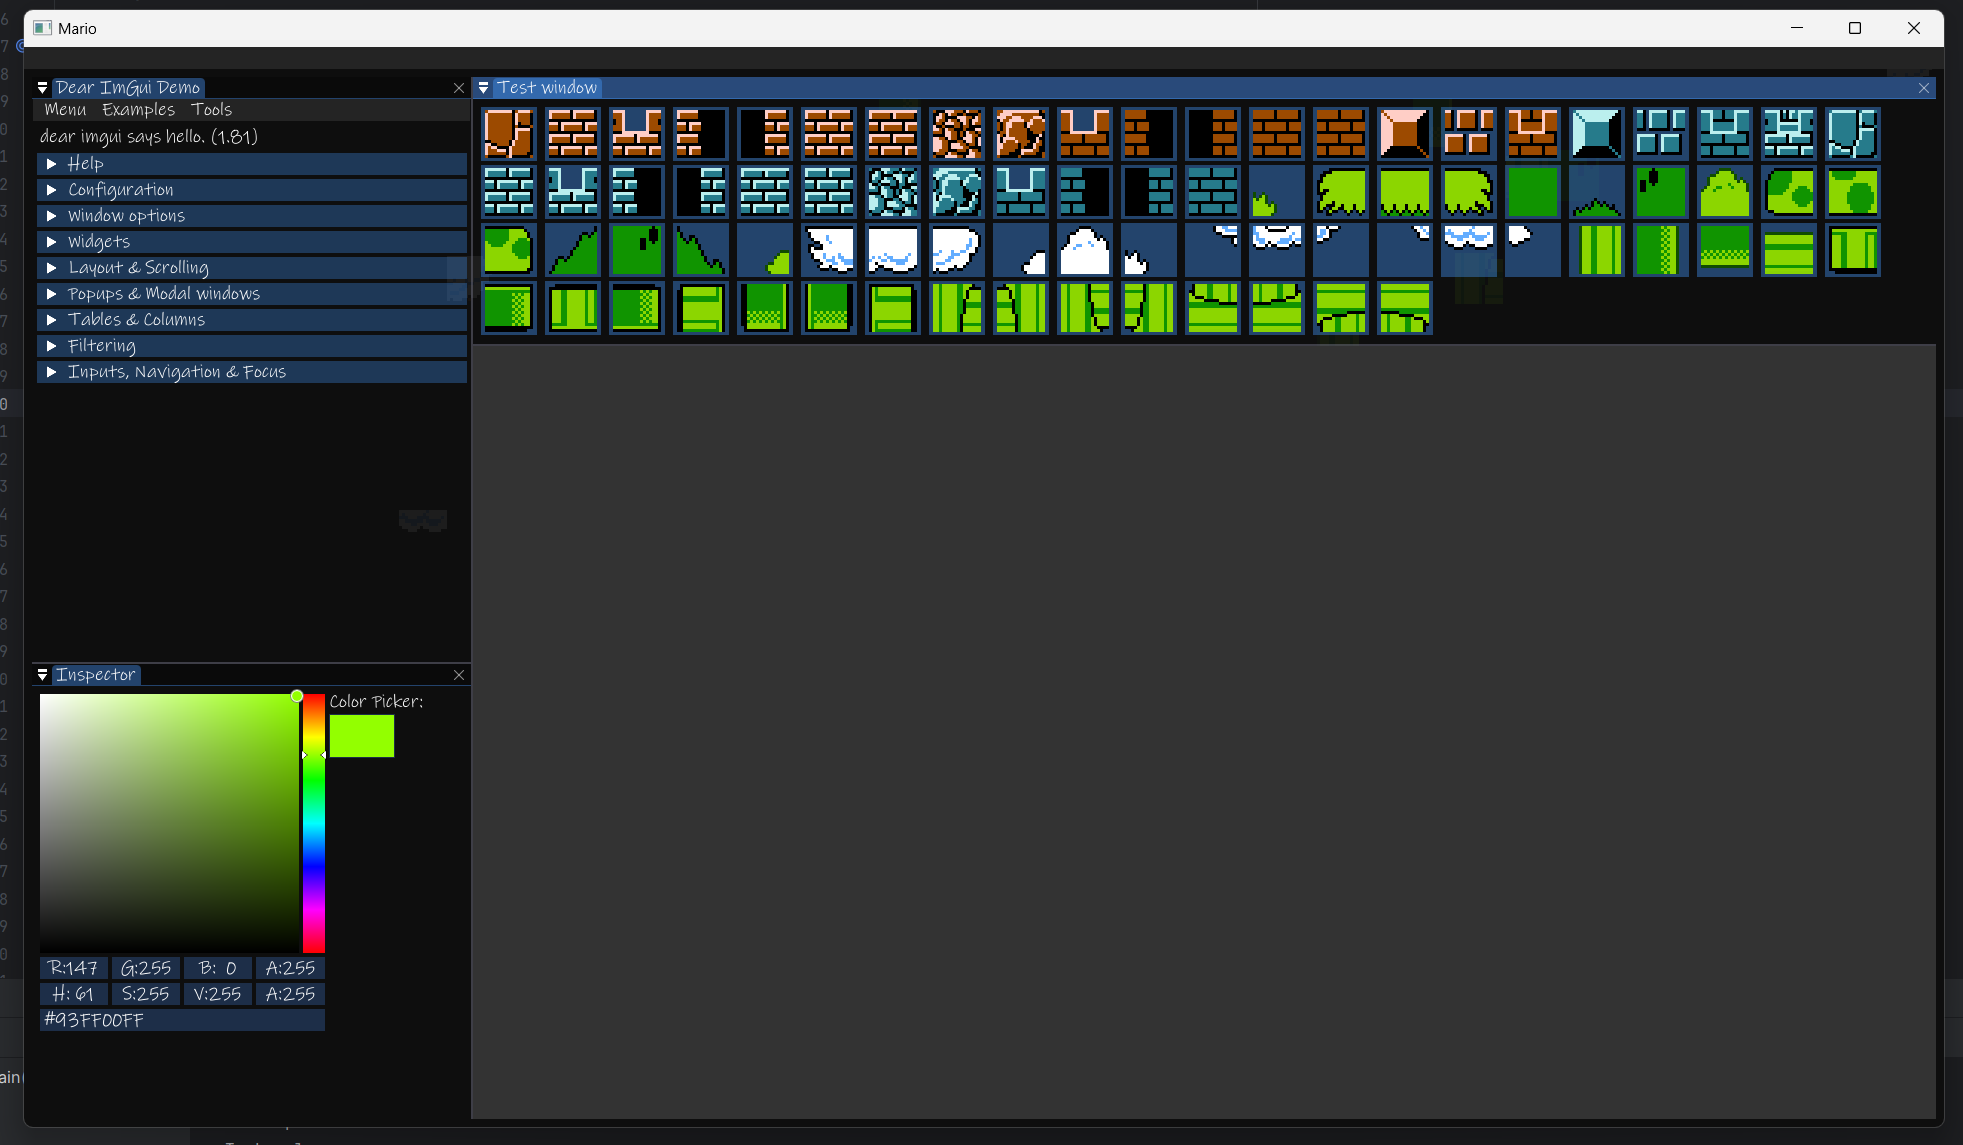 Mario
Dear ImGui Demo
Menu Examples Tools
dear imgui says hello. (1.81)
Help
Configuration
Window options
Widgets
Layout & Scrolling
Popups & Modal windows
Tables & Columns
Filtering
Inputs, Navigation & Focus
Test window
Inspector
Color Picker:
R:147 G:255 B: 0 A:255
H: 61 S:255 V:255 A:255
#93FF00FF